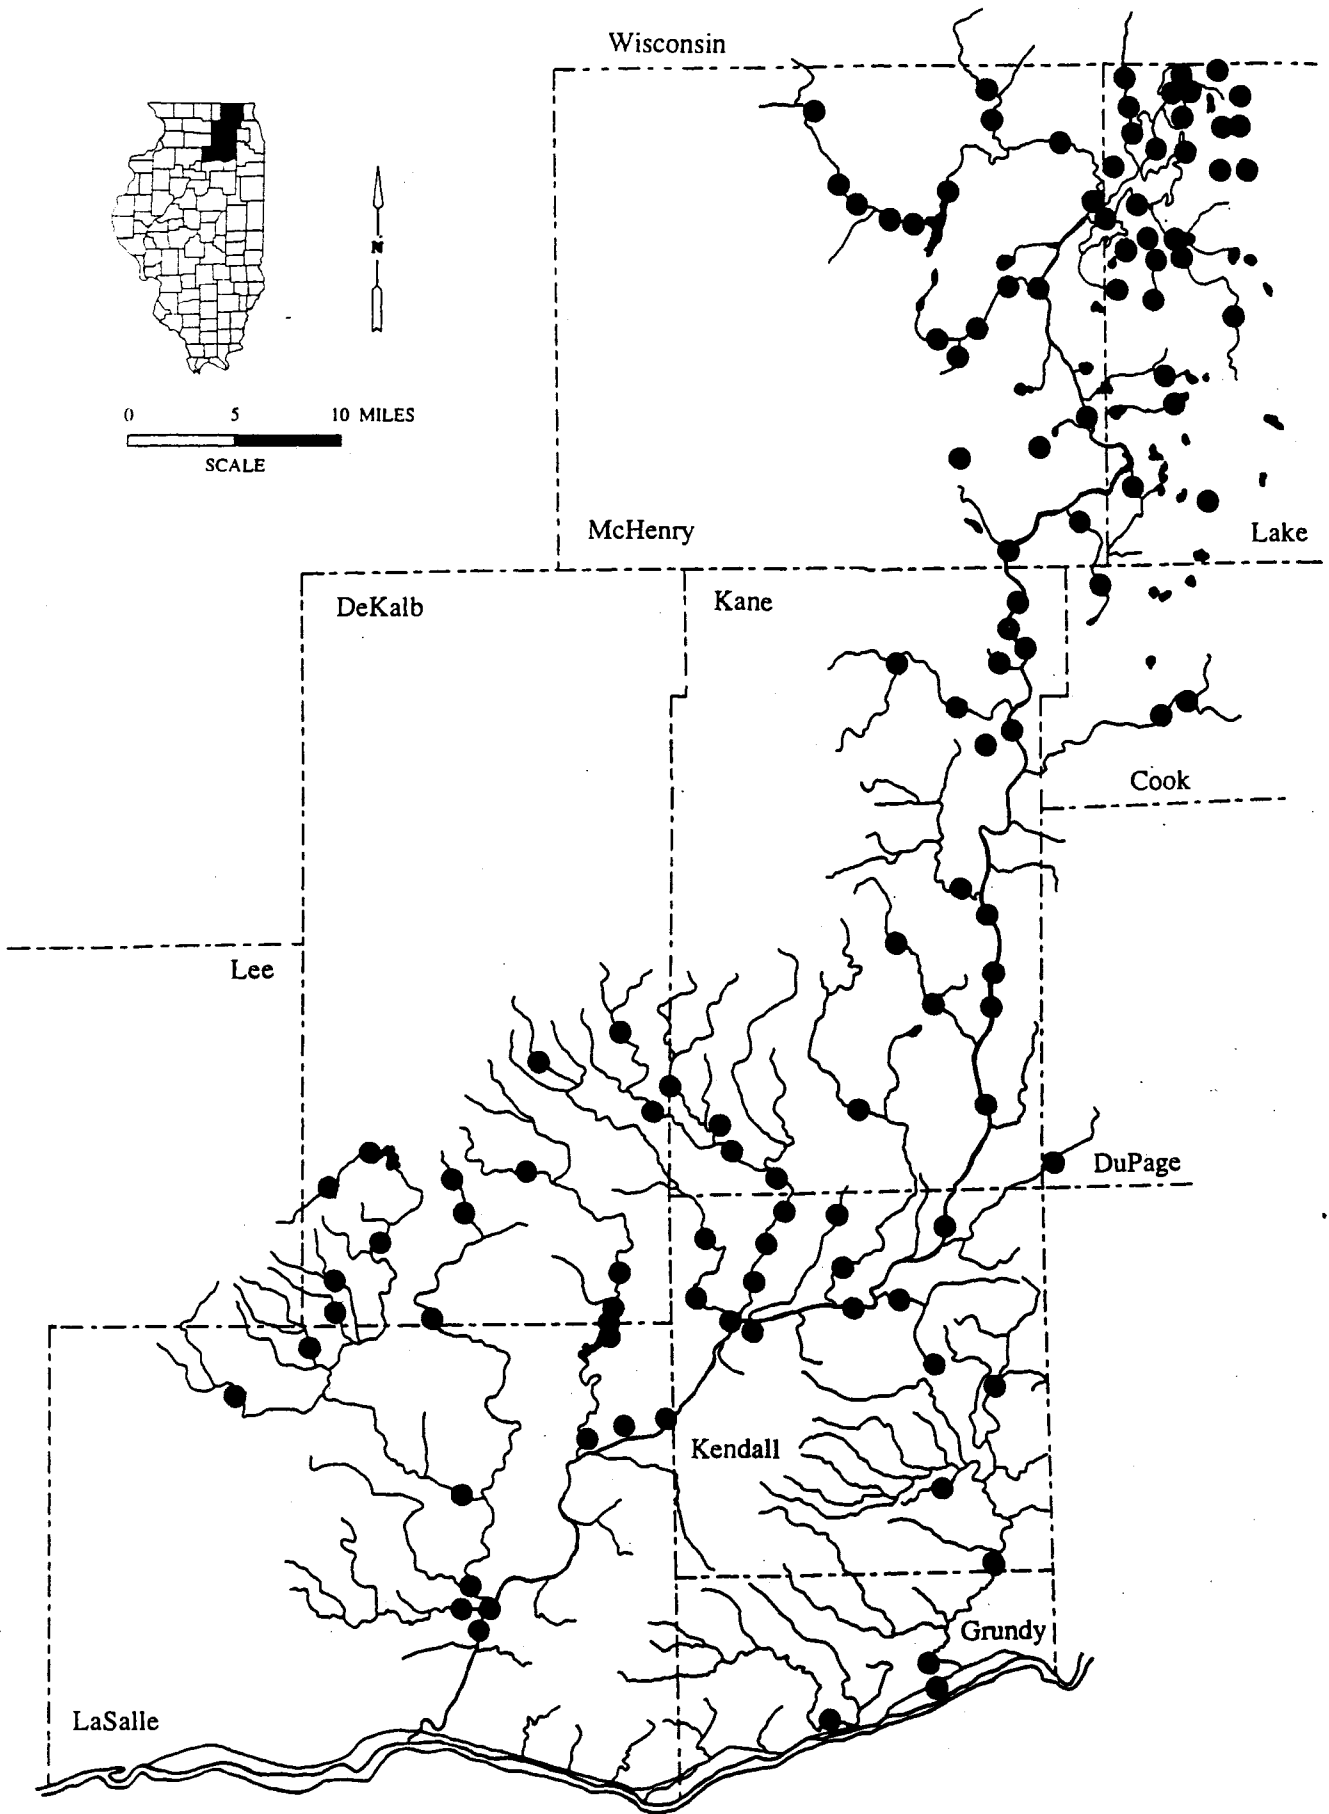 Wisconsin
N
0 5 10 MILES
SCALE
McHenry
Lake
DeKalb
Kane
Cook
Lee
DuPage
Kendall
Grundy
LaSalle